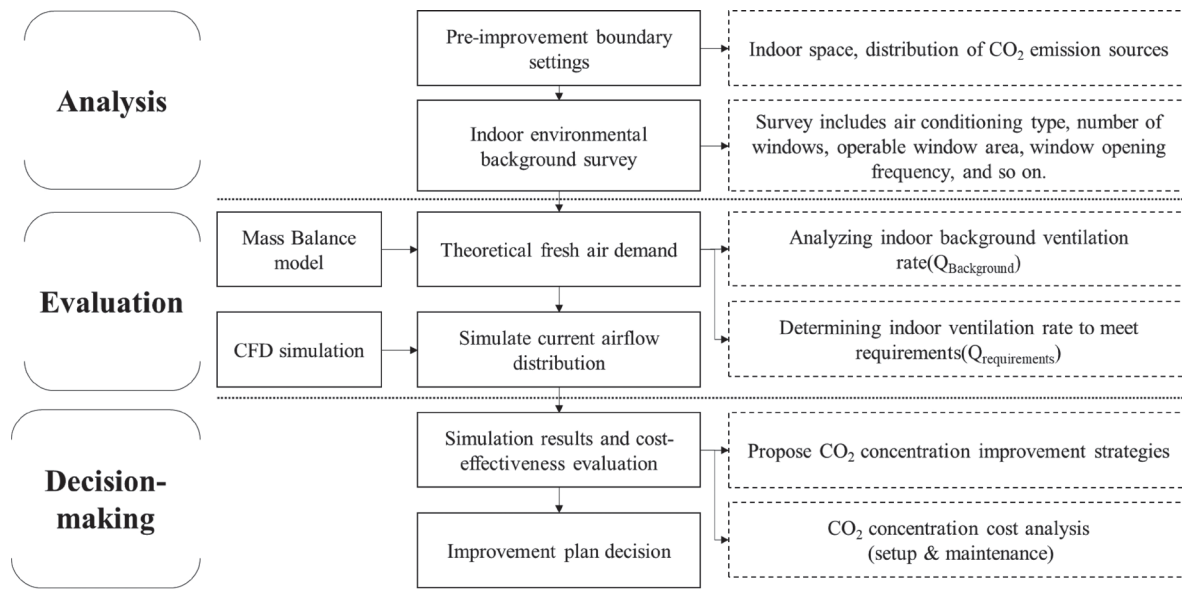 Analysis
Pre-improvement boundary
settings
Indoor space, distribution of CO₂ emission sources
Indoor environmental
background survey
Survey includes air conditioning type, number of
windows, operable window area, window opening
frequency, and so on.
Evaluation
Mass Balance
model
Theoretical fresh air demand
Analyzing indoor background ventilation
rate(Q_Background)
CFD simulation
Simulate current airflow
distribution
Determining indoor ventilation rate to meet
requirements(Q_requirements)
Decision-
making
Simulation results and cost-
effectiveness evaluation
Propose CO₂ concentration improvement strategies
Improvement plan decision
CO₂ concentration cost analysis
(setup & maintenance)